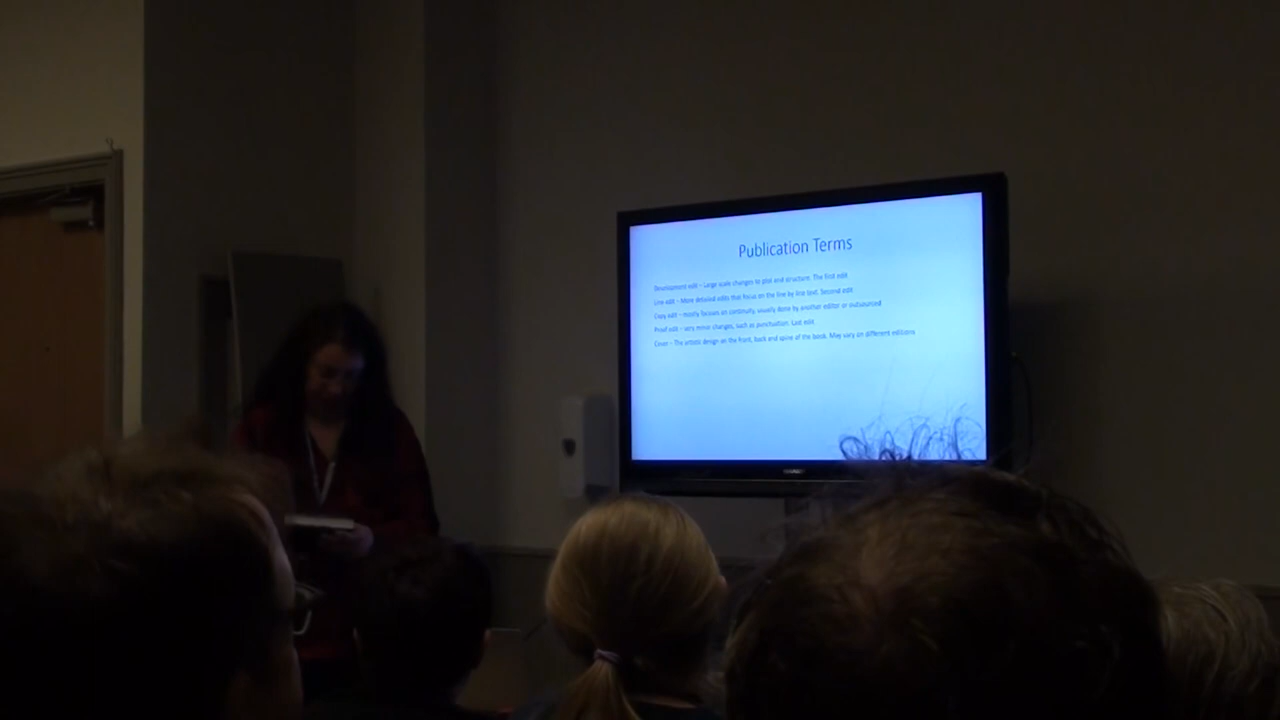 Publication Terms
Development edit – Large scale changes to plot and structure. The first edit
Line edit – More detailed edits that focus on the line by line text. Second edit
Copy edit – mostly focuses on continuity, usually done by another editor or outsourced
Proof edit – very minor changes, such as punctuation. Last edit.
Cover – The artistic design on the front, back and spine of the book. May vary on different editions